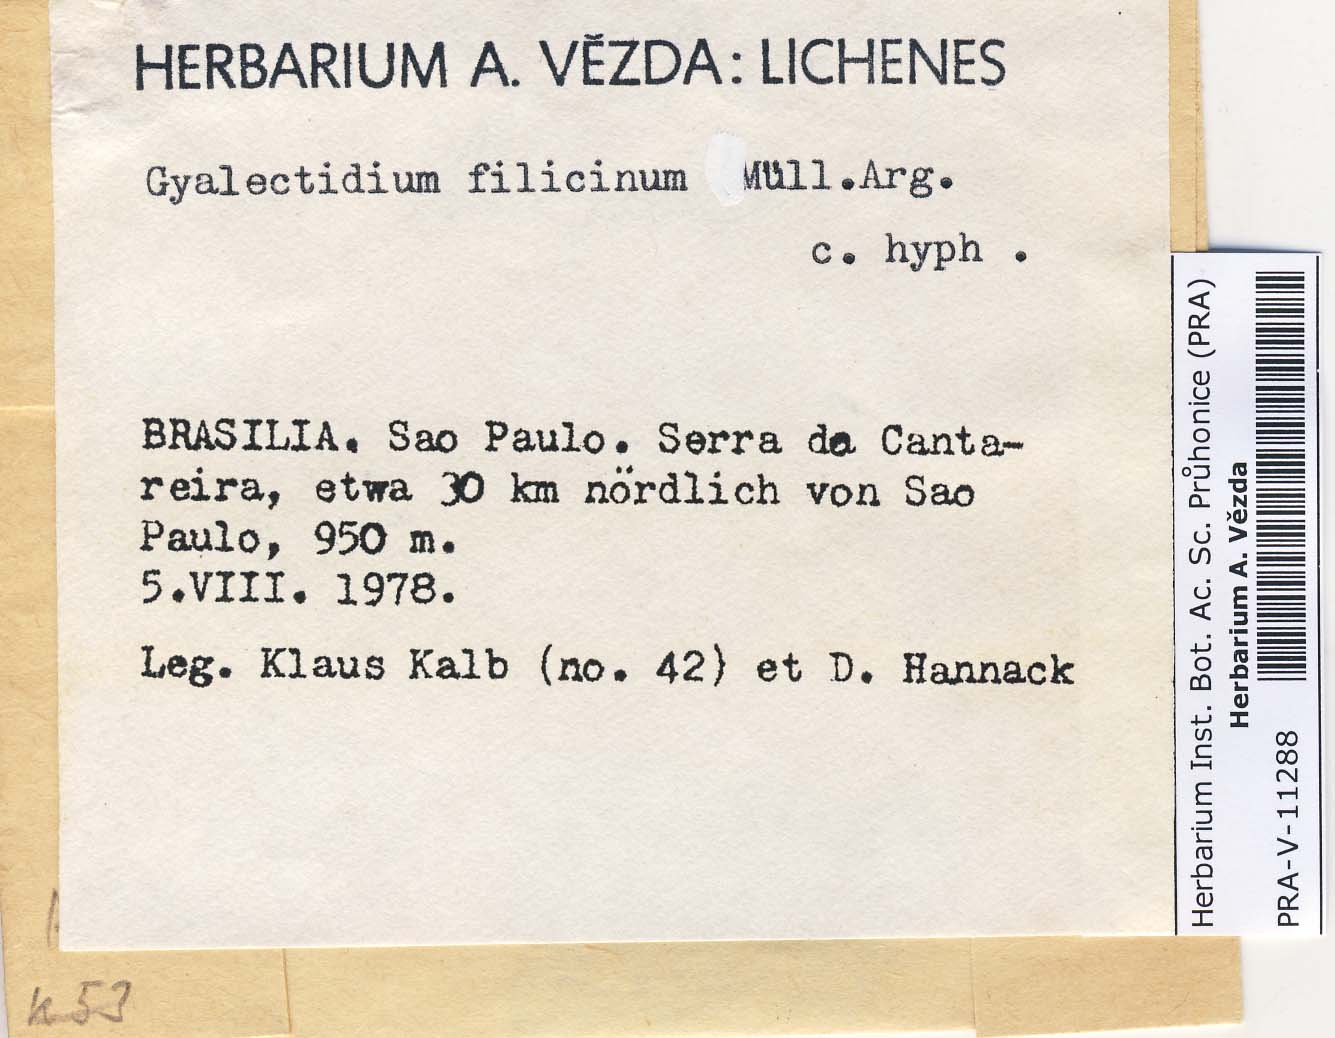 HERBARIUM A. VĚZDA: LICHENES
Gyalectidium filicinum Müll.Arg.
c. hyph .
BRASILIA. Sao Paulo. Serra da Canta-
reira, etwa 30 km nördlich von Sao
Paulo, 950 m.
5.VIII. 1978.
Leg. Klaus Kalb (no. 42) et D. Hannack
k 53
Herbarium Inst. Bot. Ac. Sc. Průhonice (PRA)
Herbarium A. Vězda
PRA-V-11288